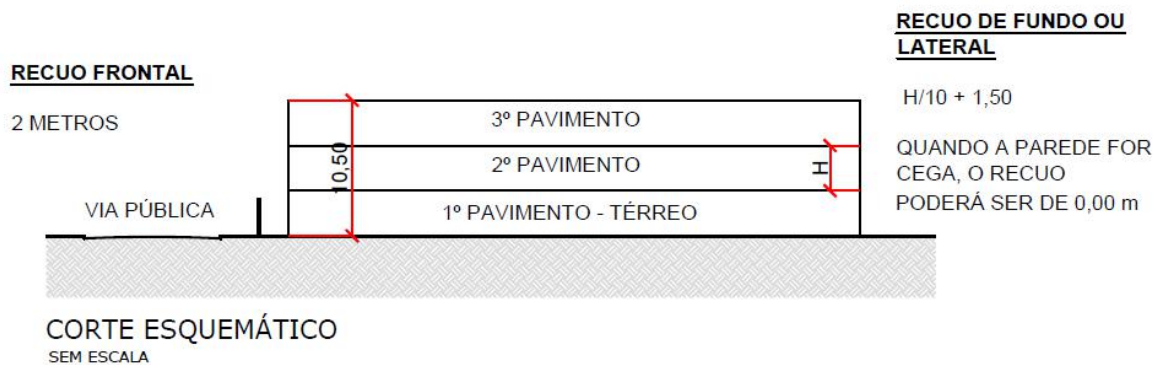 RECUO FRONTAL
2 METROS
VIA PÚBLICA
10,50
3º PAVIMENTO
2º PAVIMENTO
H
1º PAVIMENTO - TÉRREO
RECUO DE FUNDO OU
LATERAL
H/10 + 1,50
QUANDO A PAREDE FOR
CEGA, O RECUO
PODERÁ SER DE 0,00 m
CORTE ESQUEMÁTICO
SEM ESCALA